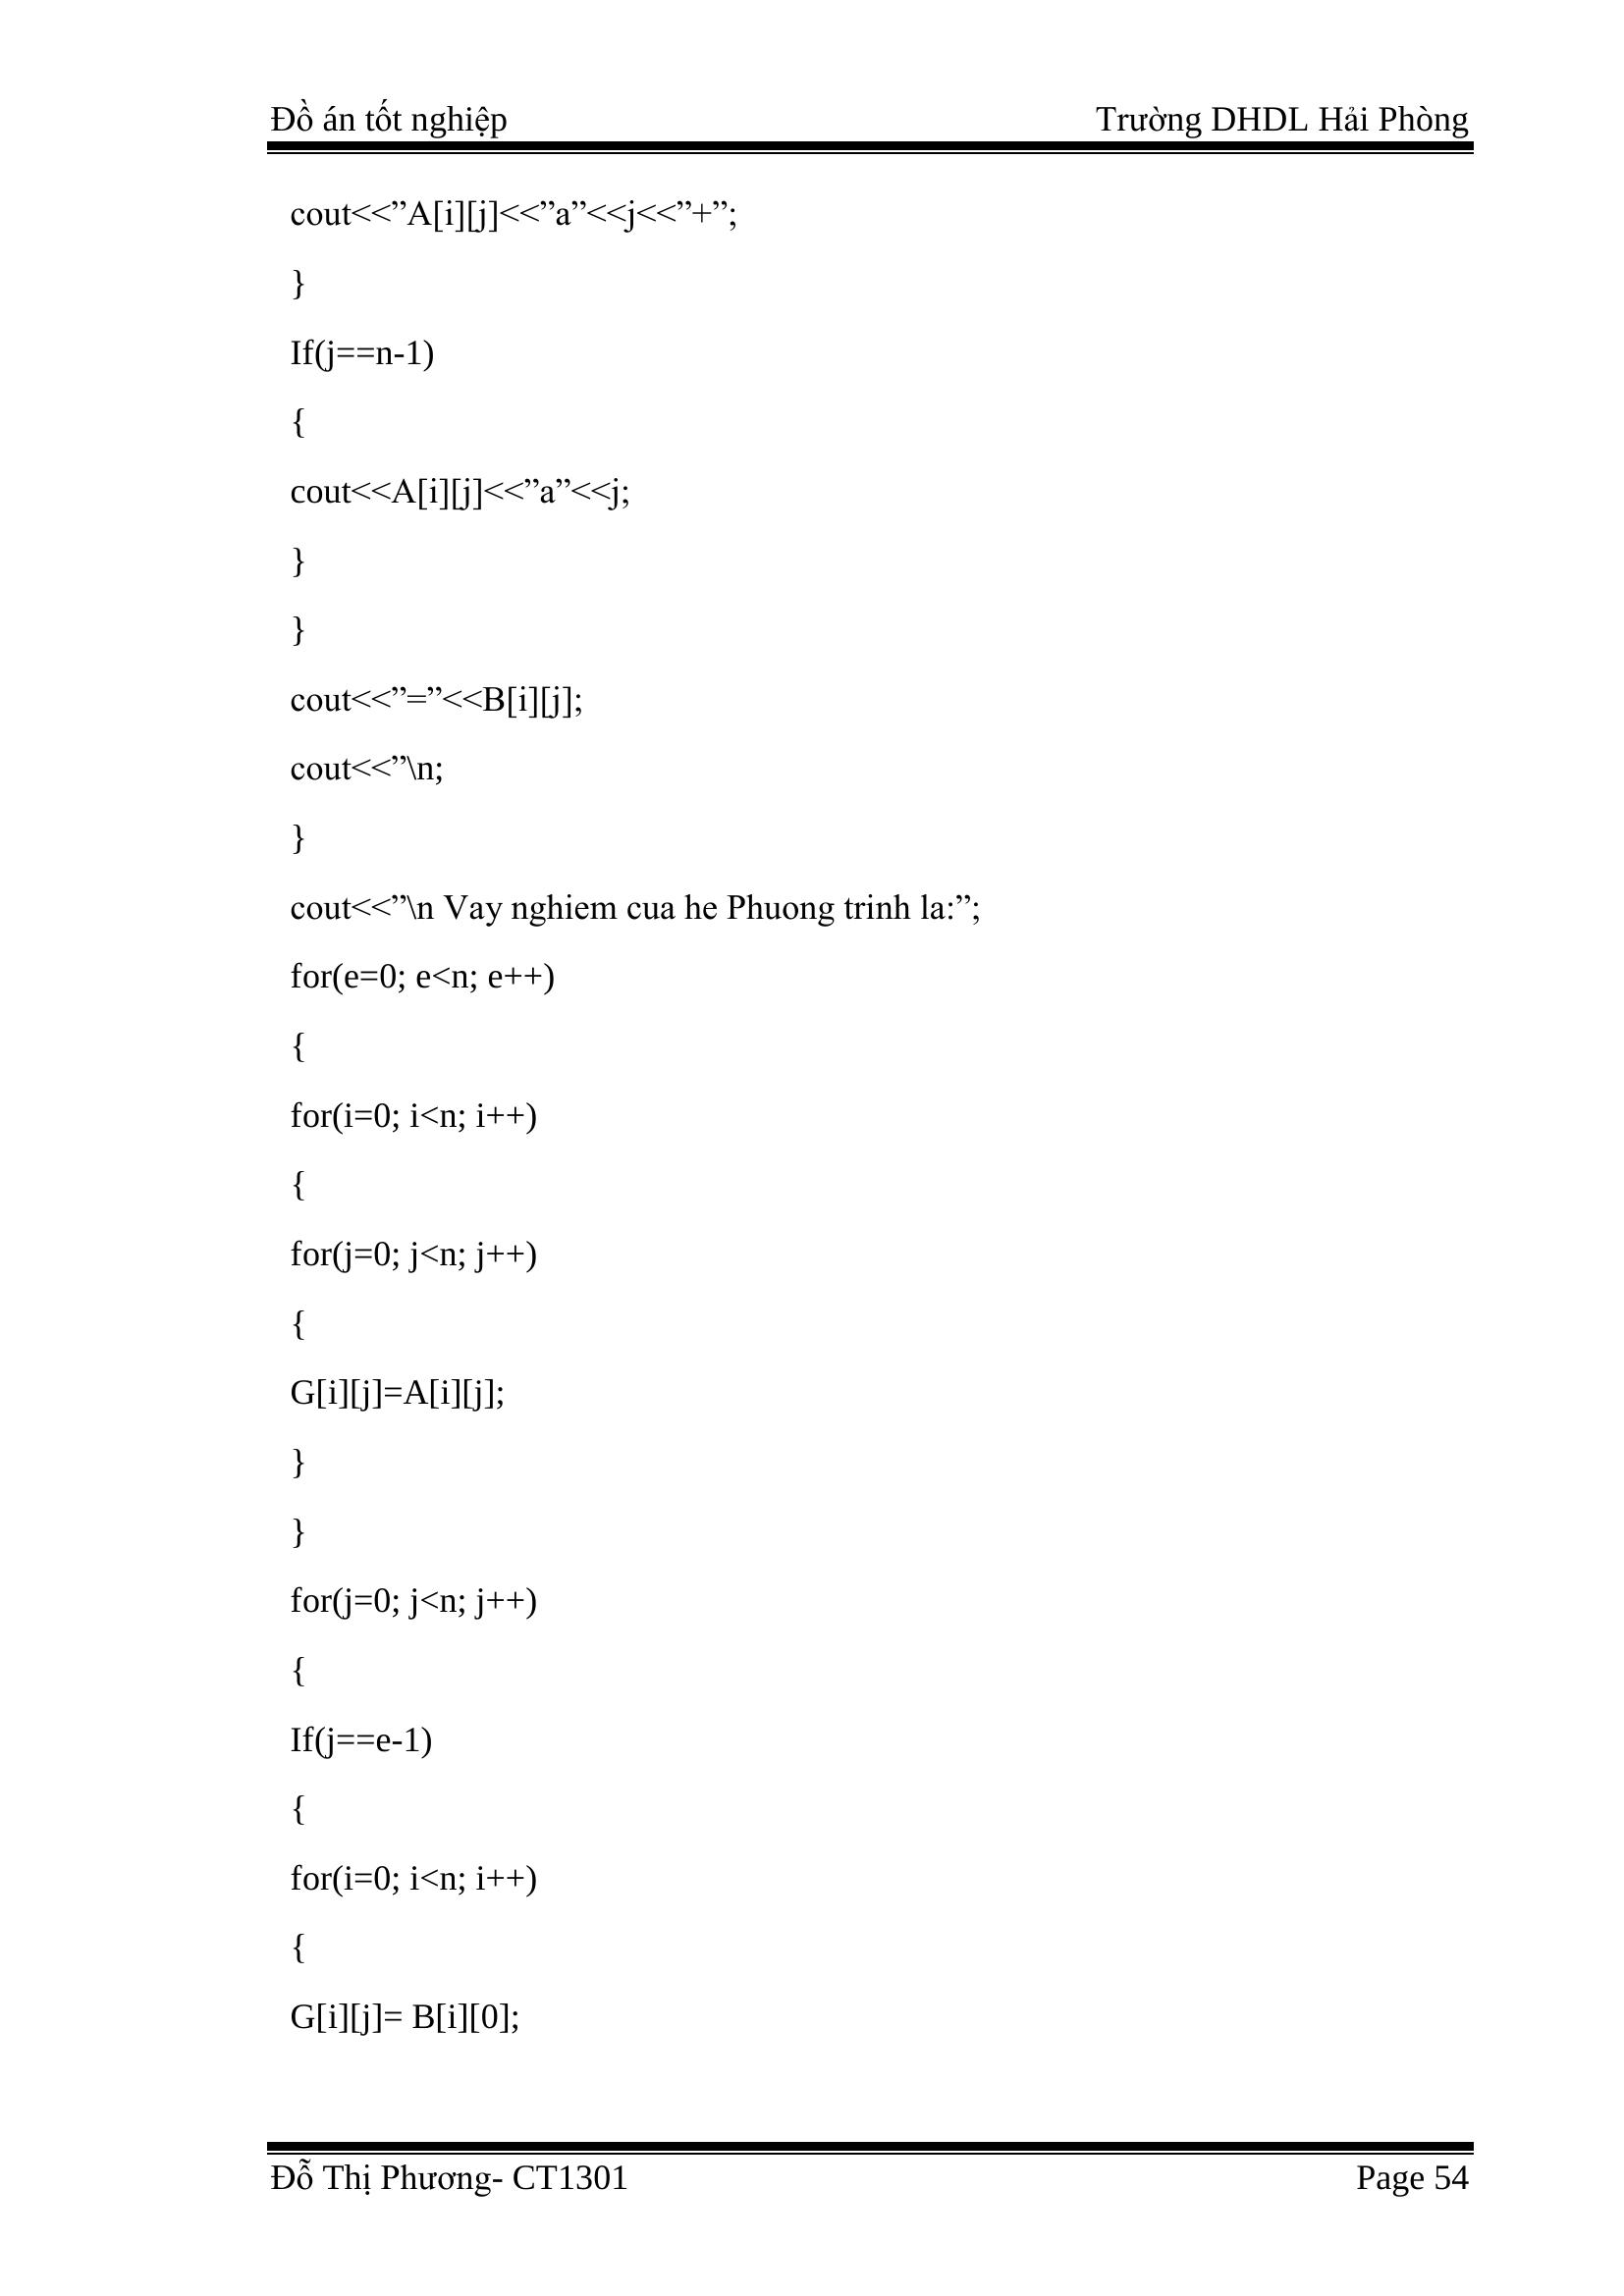 Đồ án tốt nghiệp Trường DHDL Hải Phòng
cout<<”A[i][j]<<”a”<<j<<”+”;
}
If(j==n-1)
{
cout<<A[i][j]<<”a”<<j;
}
}
cout<<”=”<<B[i][j];
cout<<”\n;
}
cout<<”\n Vay nghiem cua he Phuong trinh la:”;
for(e=0; e<n; e++)
{
for(i=0; i<n; i++)
{
for(j=0; j<n; j++)
{
G[i][j]=A[i][j];
}
}
for(j=0; j<n; j++)
{
If(j==e-1)
{
for(i=0; i<n; i++)
{
G[i][j]= B[i][0];
Đỗ Thị Phương- CT1301 Page 54